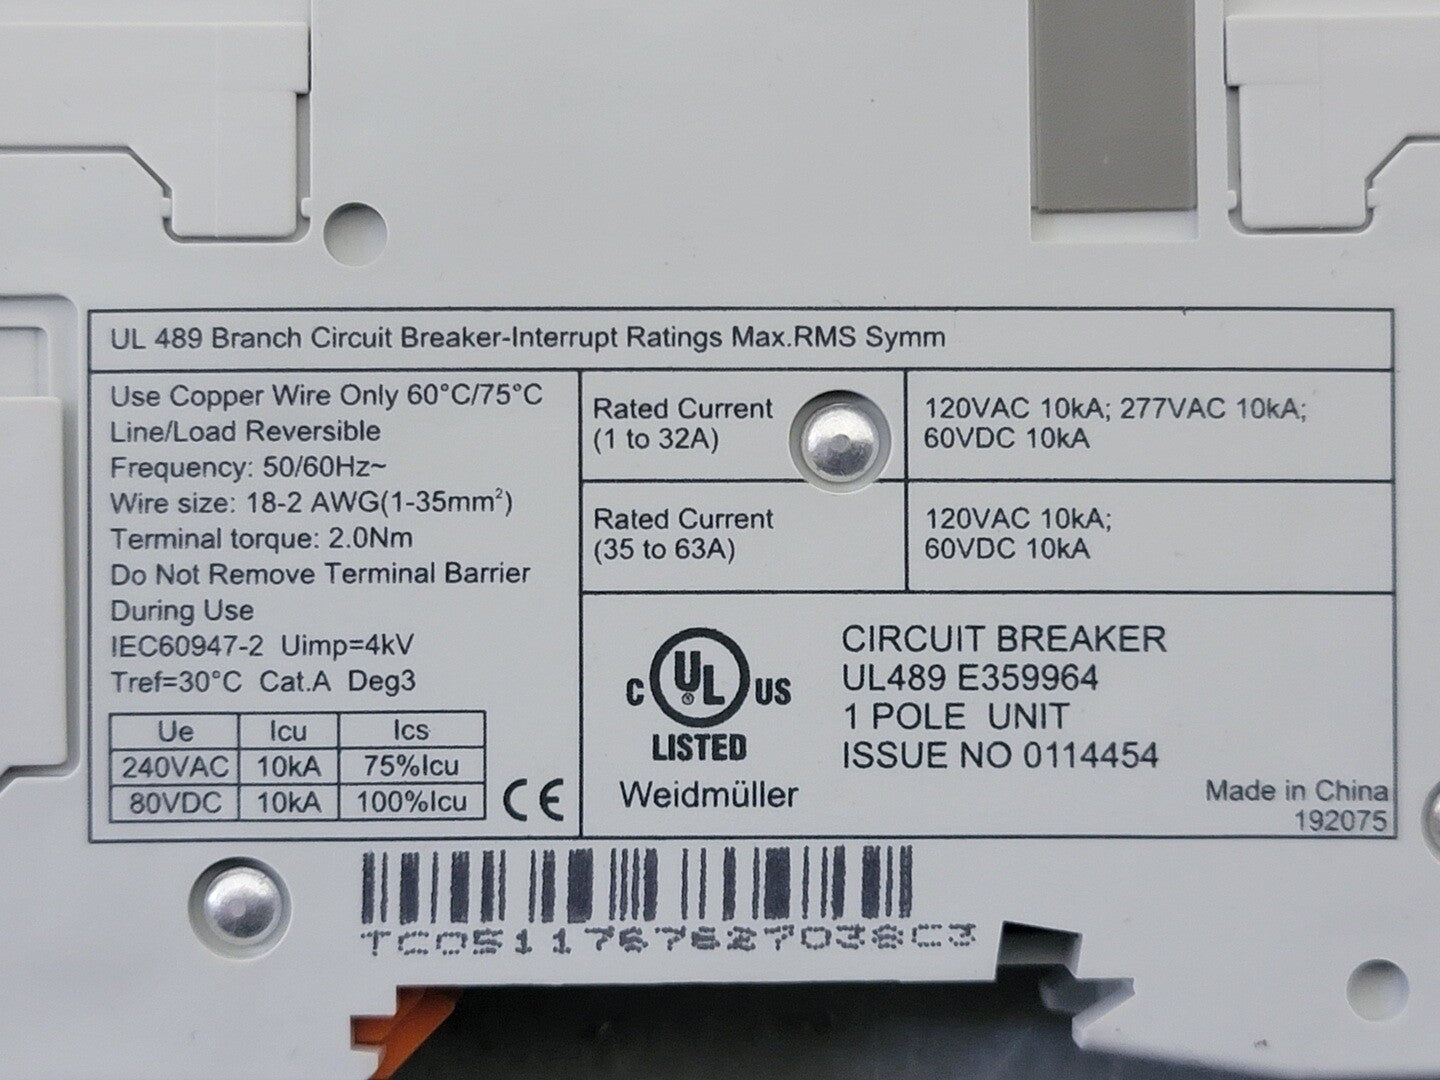 UL 489 Branch Circuit Breaker-Interrupt Ratings Max.RMS Symm
Use Copper Wire Only 60°C/75°C
Line/Load Reversible
Frequency: 50/60Hz~
Wire size: 18-2 AWG(1-35mm²)
Terminal torque: 2.0Nm
Do Not Remove Terminal Barrier
During Use
IEC60947-2 Uimp=4kV
Tref=30°C Cat.A Deg3
Ue Icu Ics
240VAC 10kA 75%Icu
80VDC 10kA 100%Icu
CE
Rated Current
(1 to 32A)
120VAC 10kA; 277VAC 10kA;
60VDC 10kA
Rated Current
(35 to 63A)
120VAC 10kA;
60VDC 10kA
C UL ® US
LISTED
Weidmüller
CIRCUIT BREAKER
UL489 E359964
1 POLE UNIT
ISSUE NO 0114454
Made in China
192075
TC0511767627038C3